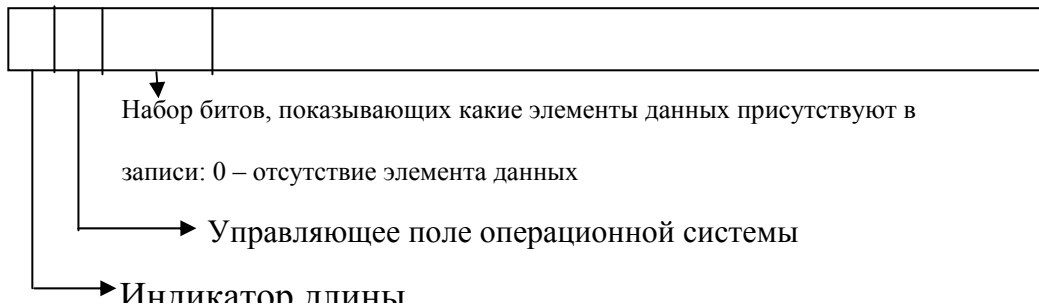 Набор битов, показывающих какие элементы данных присутствуют в
записи: 0 – отсутствие элемента данных
Управляющее поле операционной системы
Индикатор длины